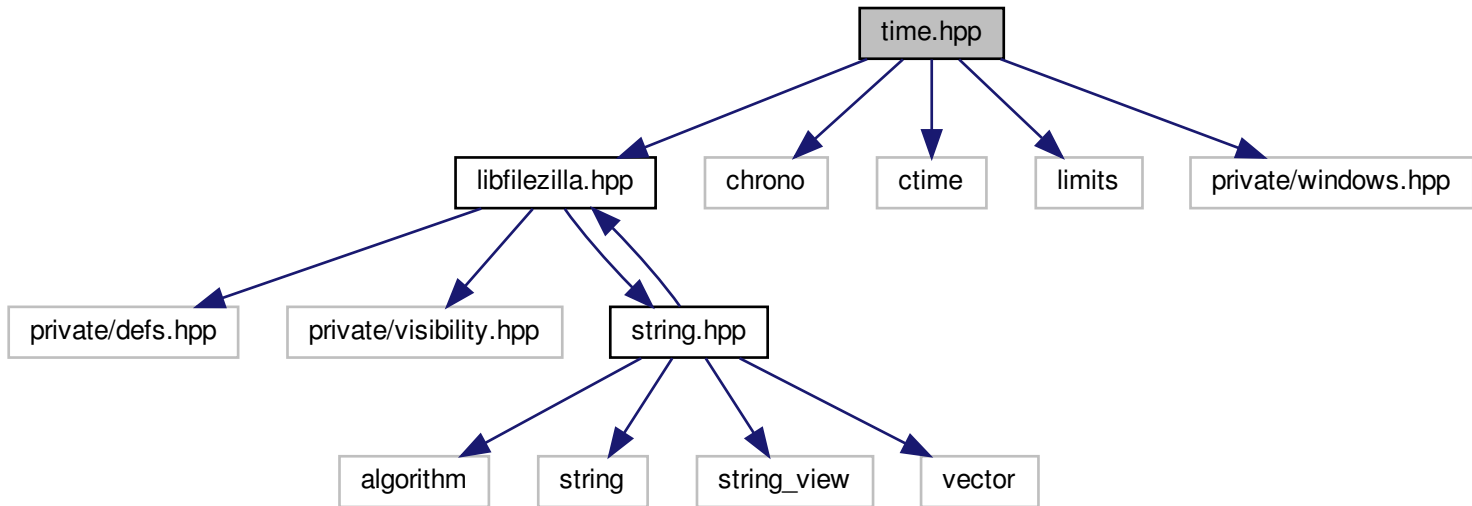 time.hpp
libfilezilla.hpp
chrono
ctime
limits
private/windows.hpp
private/defs.hpp
private/visibility.hpp
string.hpp
algorithm
string
string_view
vector